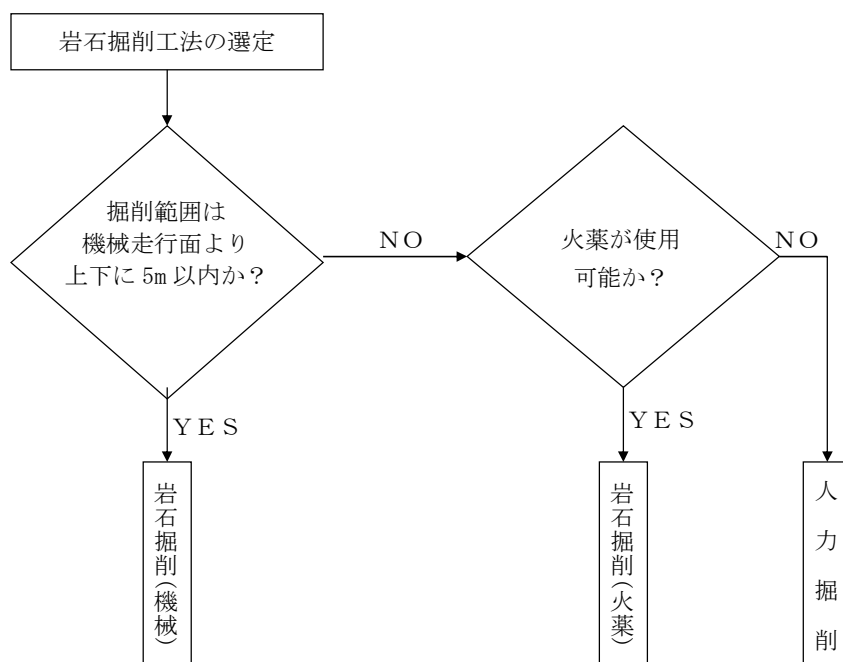 岩石掘削工法の選定
掘削範囲は
機械走行面より
上下に 5m 以内か？
ＮＯ
火薬が使用
可能か？
ＮＯ
ＹＥＳ
ＹＥＳ
岩石掘削(機械)
岩石掘削(火薬)
人力掘削